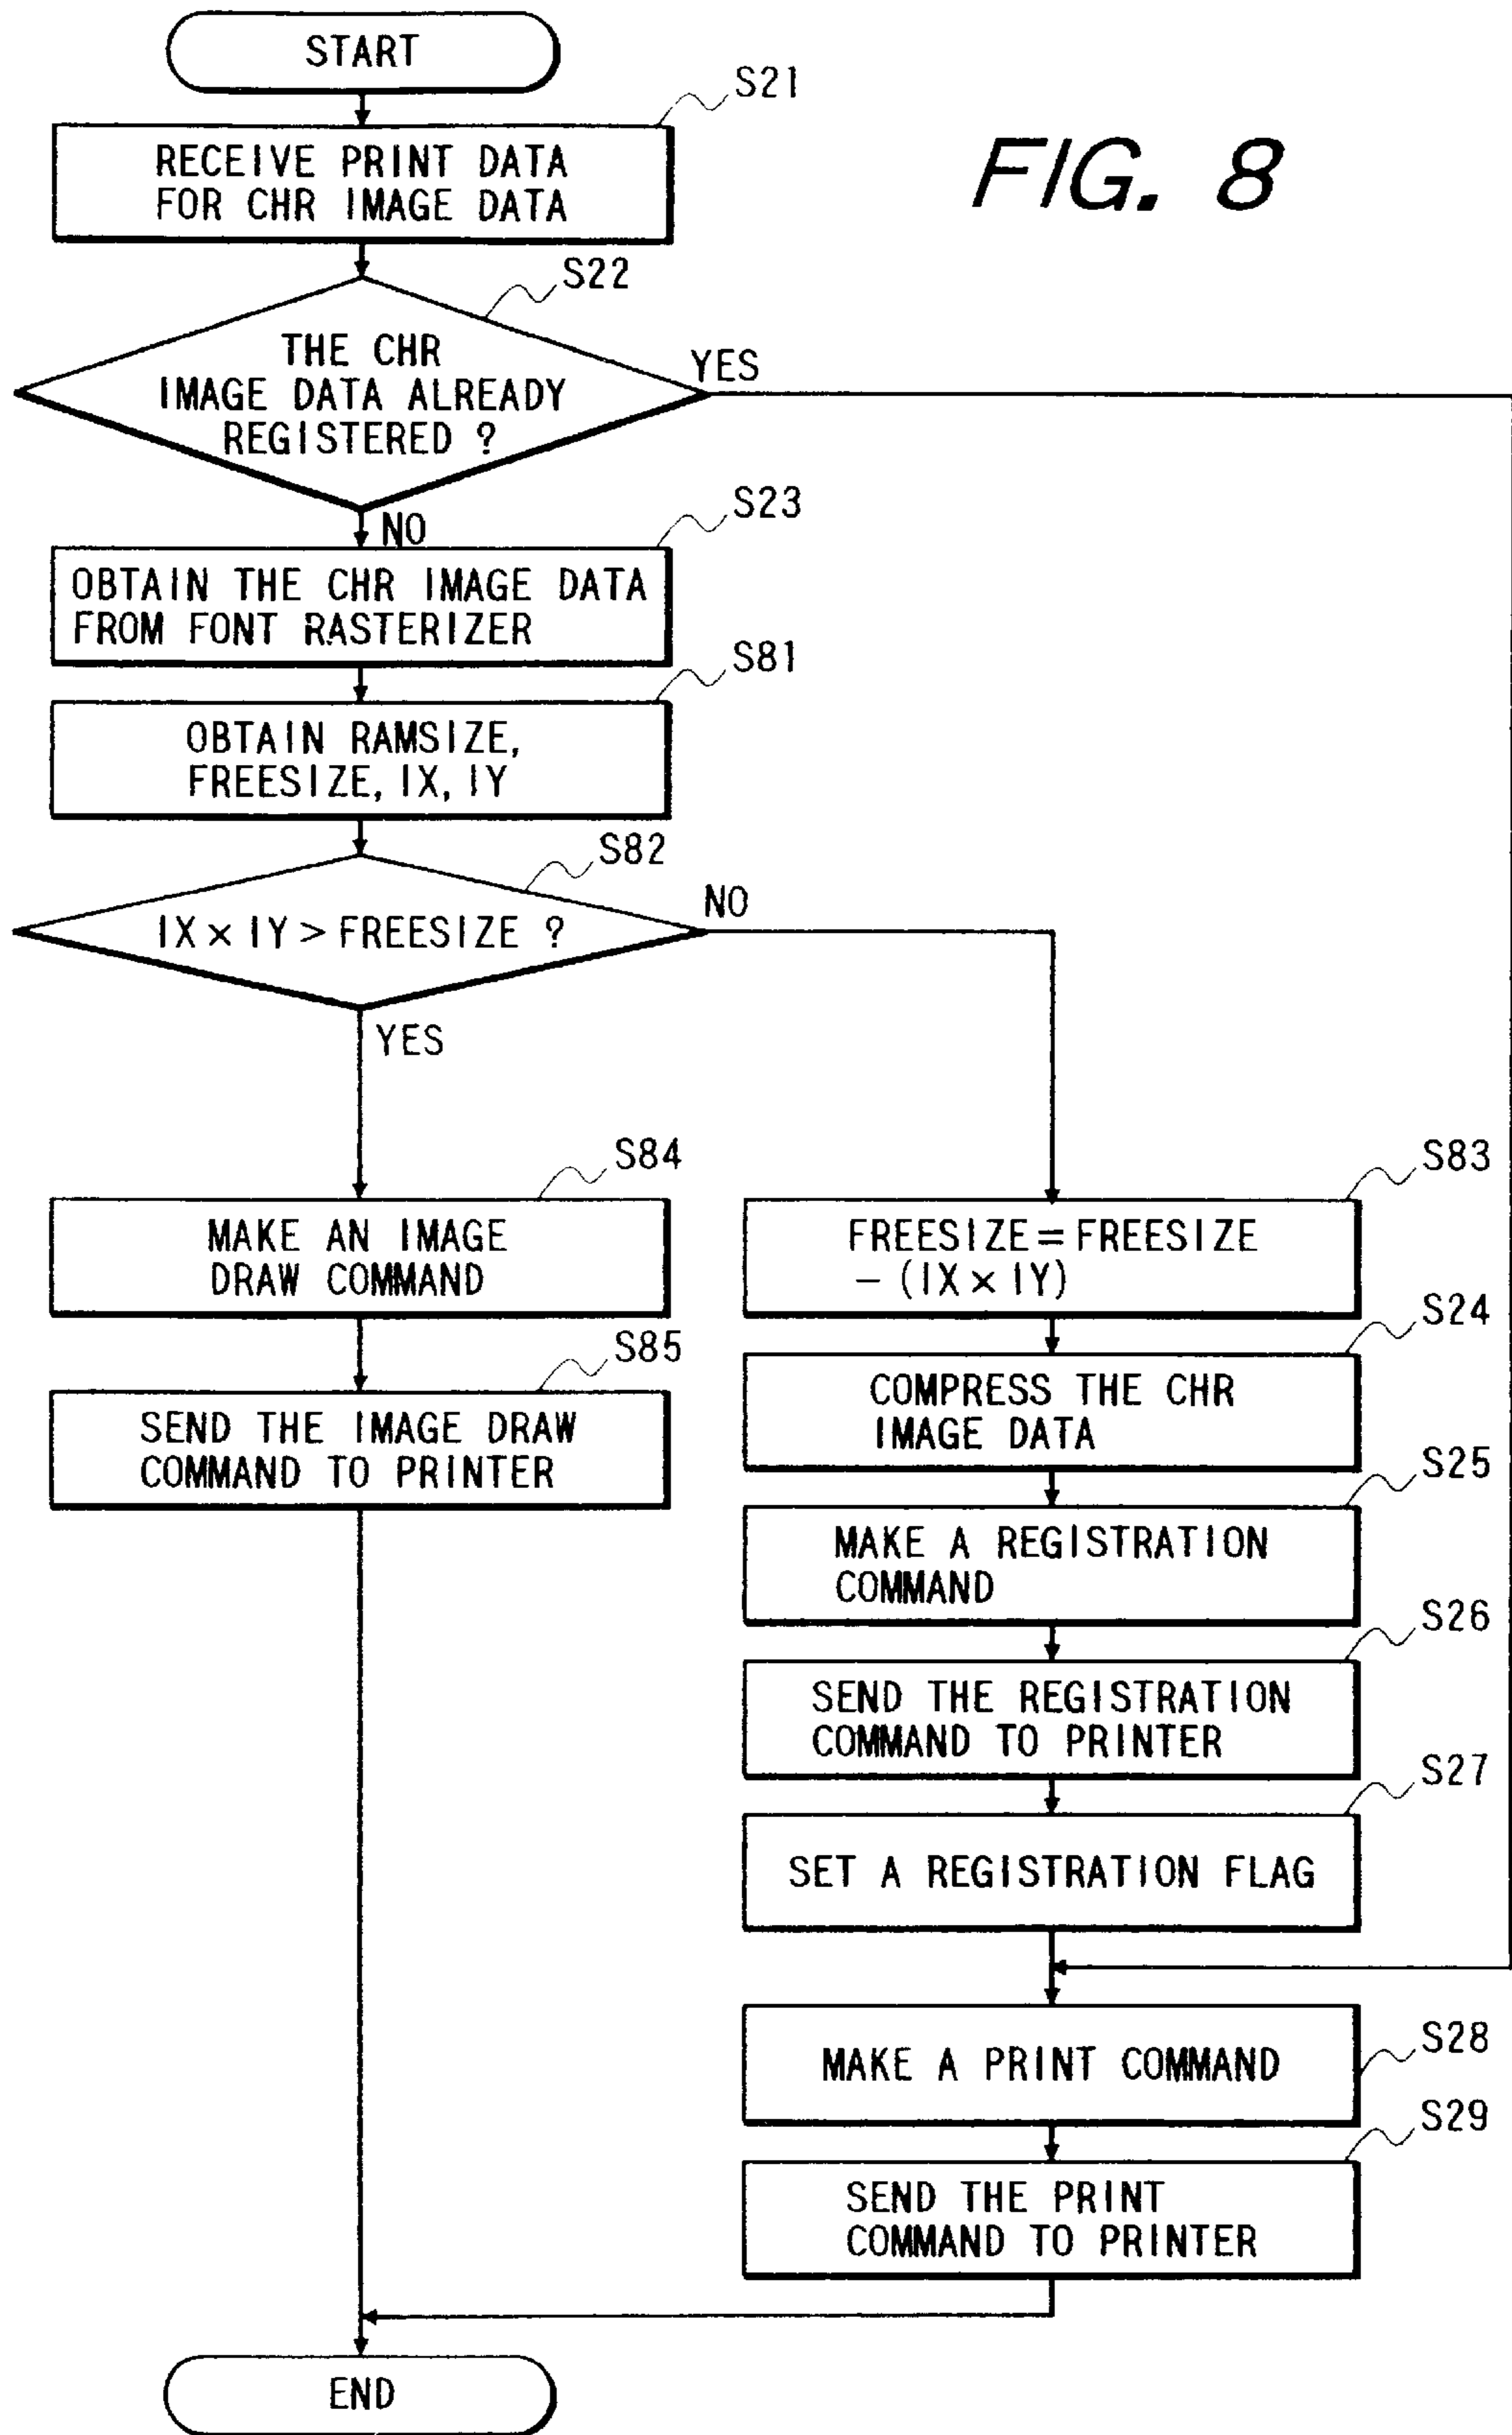 START
S21
RECEIVE PRINT DATA
FOR CHR IMAGE DATA
FIG. 8
S22
THE CHR
IMAGE DATA ALREADY
REGISTERED ?
YES
NO
S23
OBTAIN THE CHR IMAGE DATA
FROM FONT RASTERIZER
S81
OBTAIN RAMSIZE,
FREESIZE, IX, IY
S82
IX × IY > FREESIZE ?
NO
YES
S84
MAKE AN IMAGE
DRAW COMMAND
S85
SEND THE IMAGE DRAW
COMMAND TO PRINTER
S83
FREESIZE = FREESIZE
− (IX × IY)
S24
COMPRESS THE CHR
IMAGE DATA
S25
MAKE A REGISTRATION
COMMAND
S26
SEND THE REGISTRATION
COMMAND TO PRINTER
S27
SET A REGISTRATION FLAG
S28
MAKE A PRINT COMMAND
S29
SEND THE PRINT
COMMAND TO PRINTER
END